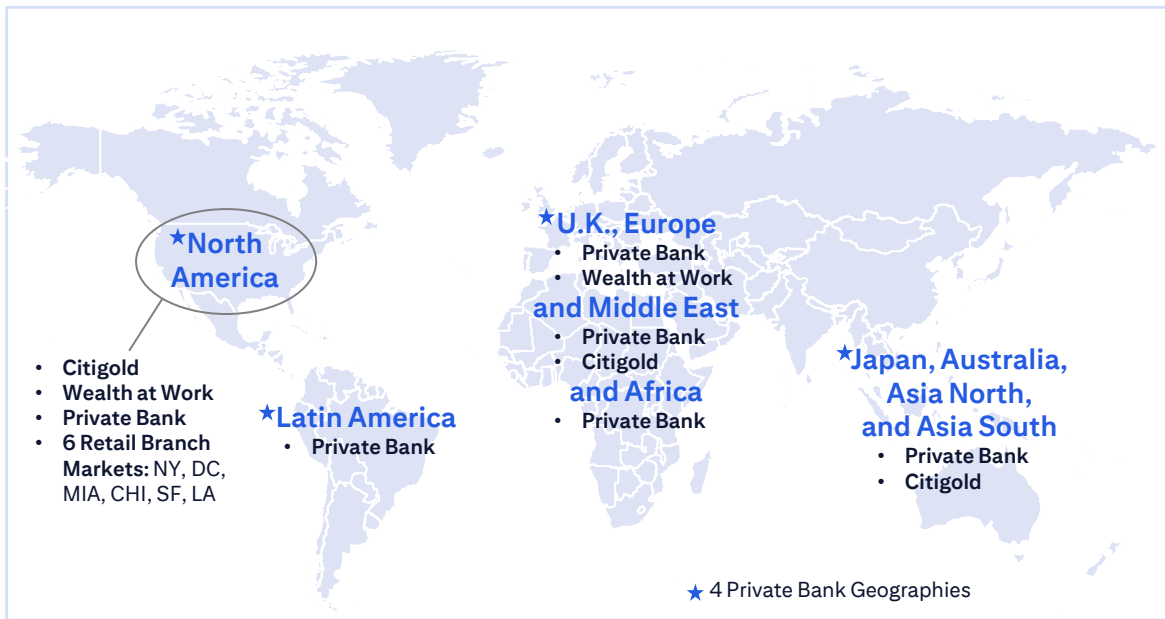 ★North
America
• Citigold
• Wealth at Work
• Private Bank
• 6 Retail Branch
Markets: NY, DC,
MIA, CHI, SF, LA
★Latin America
• Private Bank
★U.K., Europe
• Private Bank
• Wealth at Work
and Middle East
• Private Bank
• Citigold
and Africa
• Private Bank
★Japan, Australia,
Asia North,
and Asia South
• Private Bank
• Citigold
★ 4 Private Bank Geographies